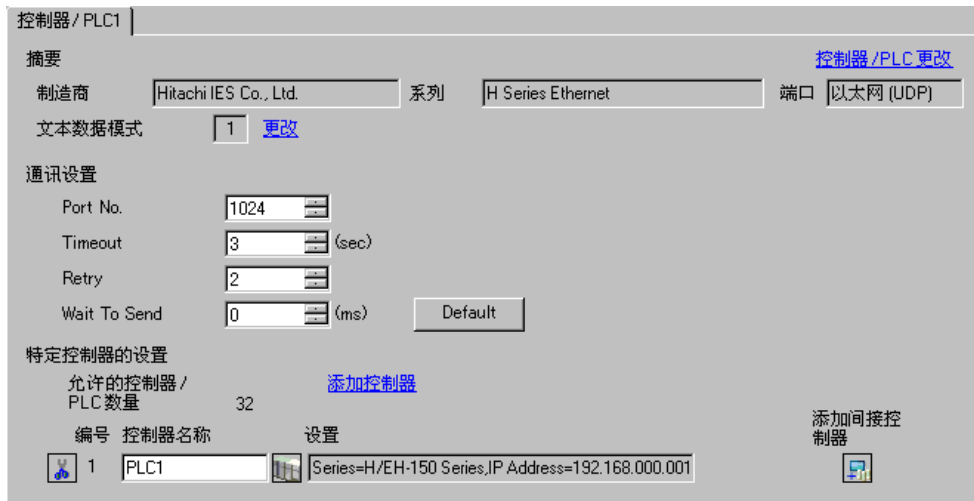 控制器/PLC1
摘要 控制器/PLC更改
制造商 Hitachi IES Co., Ltd. 系列 H Series Ethernet 端口 以太网 (UDP)
文本数据模式 1 更改
通讯设置
Port No. 1024
Timeout 3 (sec)
Retry 2
Wait To Send 0 (ms) Default
特定控制器的设置
允许的控制器/
PLC数量 32 添加控制器
编号 控制器名称 设置 添加间接控
制器
1 PLC1 Series=H/EH-150 Series,IP Address=192.168.000.001